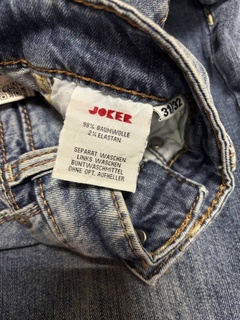 JOKER
98% BAUMWOLLE
2% ELASTAN
SEPARAT WASCHEN
LINKS WASCHEN
BUNTWASCHMITTEL
OHNE OPT. AUFHELLER
31/32